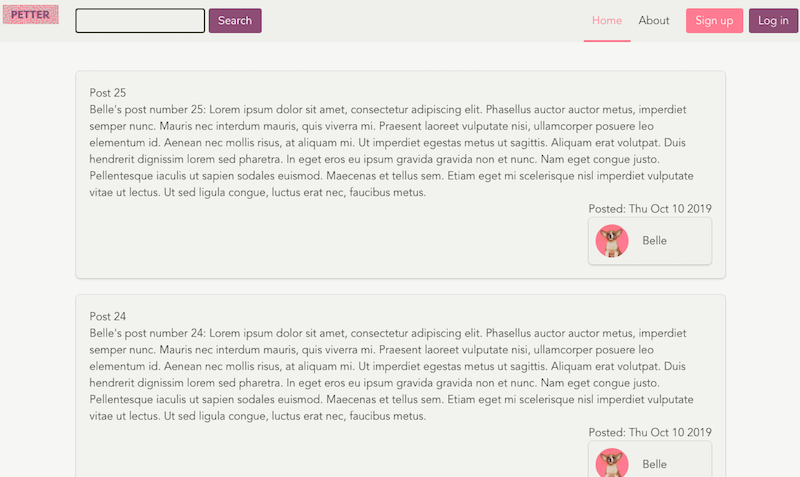 PETTER
Search
Home
About
Sign up
Log in
Post 25
Belle's post number 25: Lorem ipsum dolor sit amet, consectetur adipiscing elit. Phasellus auctor auctor metus, imperdiet
semper nunc. Mauris nec interdum mauris, quis viverra mi. Praesent laoreet vulputate nisi, ullamcorper posuere leo
elementum id. Aenean nec mollis risus, at aliquam mi. Ut imperdiet egestas metus ut sagittis. Aliquam erat volutpat. Duis
hendrerit dignissim lorem sed pharetra. In eget eros eu ipsum gravida gravida non et nunc. Nam eget congue justo.
Pellentesque iaculis ut sapien sodales euismod. Maecenas et tellus sem. Etiam eget mi scelerisque nisl imperdiet vulputate
vitae ut lectus. Ut sed ligula congue, luctus erat nec, faucibus metus.
Posted: Thu Oct 10 2019
Belle
Post 24
Belle's post number 24: Lorem ipsum dolor sit amet, consectetur adipiscing elit. Phasellus auctor auctor metus, imperdiet
semper nunc. Mauris nec interdum mauris, quis viverra mi. Praesent laoreet vulputate nisi, ullamcorper posuere leo
elementum id. Aenean nec mollis risus, at aliquam mi. Ut imperdiet egestas metus ut sagittis. Aliquam erat volutpat. Duis
hendrerit dignissim lorem sed pharetra. In eget eros eu ipsum gravida gravida non et nunc. Nam eget congue justo.
Pellentesque iaculis ut sapien sodales euismod. Maecenas et tellus sem. Etiam eget mi scelerisque nisl imperdiet vulputate
vitae ut lectus. Ut sed ligula congue, luctus erat nec, faucibus metus.
Posted: Thu Oct 10 2019
Belle